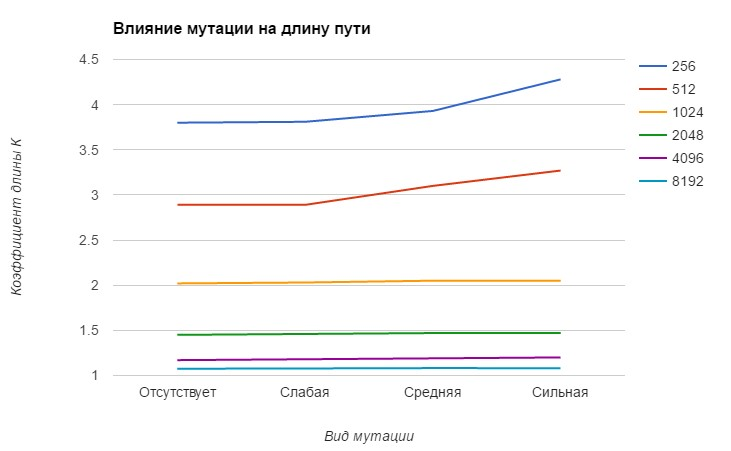 Влияние мутации на длину пути
4.5
4
3.5
3
2.5
2
1.5
1
Коэффициент длины К
Отсутствует
Слабая
Средняя
Сильная
Вид мутации
256
512
1024
2048
4096
8192